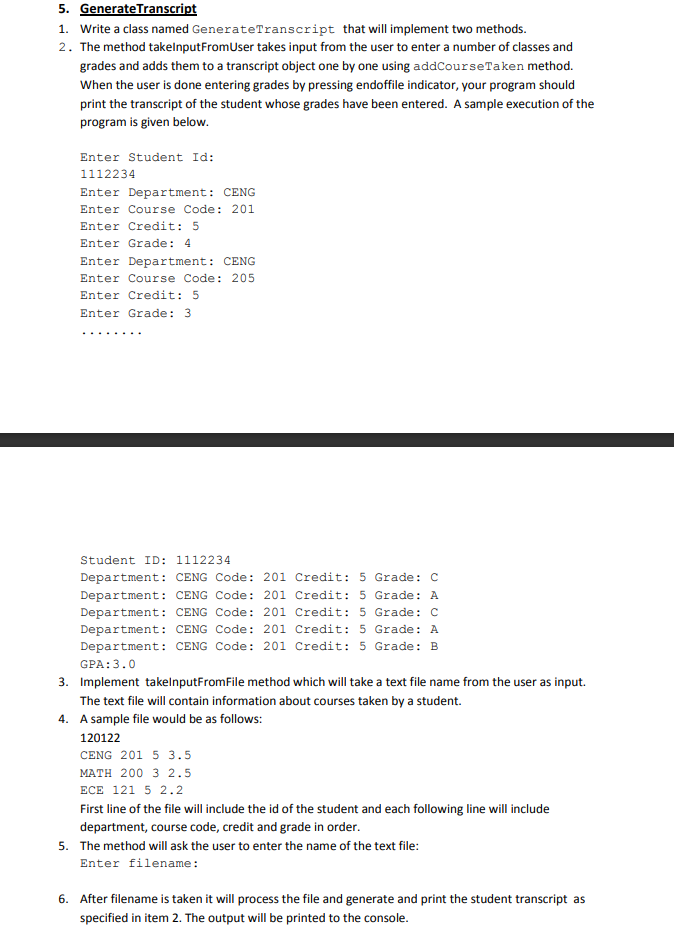 5. GenerateTranscript
1. Write a class named GenerateTranscript that will implement two methods.
2. The method takeInputFromUser takes input from the user to enter a number of classes and
grades and adds them to a transcript object one by one using addCourseTaken method.
When the user is done entering grades by pressing endoffile indicator, your program should
print the transcript of the student whose grades have been entered. A sample execution of the
program is given below.
Enter Student Id:
1112234
Enter Department: CENG
Enter Course Code: 201
Enter Credit: 5
Enter Grade: 4
Enter Department: CENG
Enter Course Code: 205
Enter Credit: 5
Enter Grade: 3
........
Student ID: 1112234
Department: CENG Code: 201 Credit: 5 Grade: C
Department: CENG Code: 201 Credit: 5 Grade: A
Department: CENG Code: 201 Credit: 5 Grade: C
Department: CENG Code: 201 Credit: 5 Grade: A
Department: CENG Code: 201 Credit: 5 Grade: B
GPA:3.0
3. Implement takeInputFromFile method which will take a text file name from the user as input.
The text file will contain information about courses taken by a student.
4. A sample file would be as follows:
120122
CENG 201 5 3.5
MATH 200 3 2.5
ECE 121 5 2.2
First line of the file will include the id of the student and each following line will include
department, course code, credit and grade in order.
5. The method will ask the user to enter the name of the text file:
Enter filename:
6. After filename is taken it will process the file and generate and print the student transcript as
specified in item 2. The output will be printed to the console.